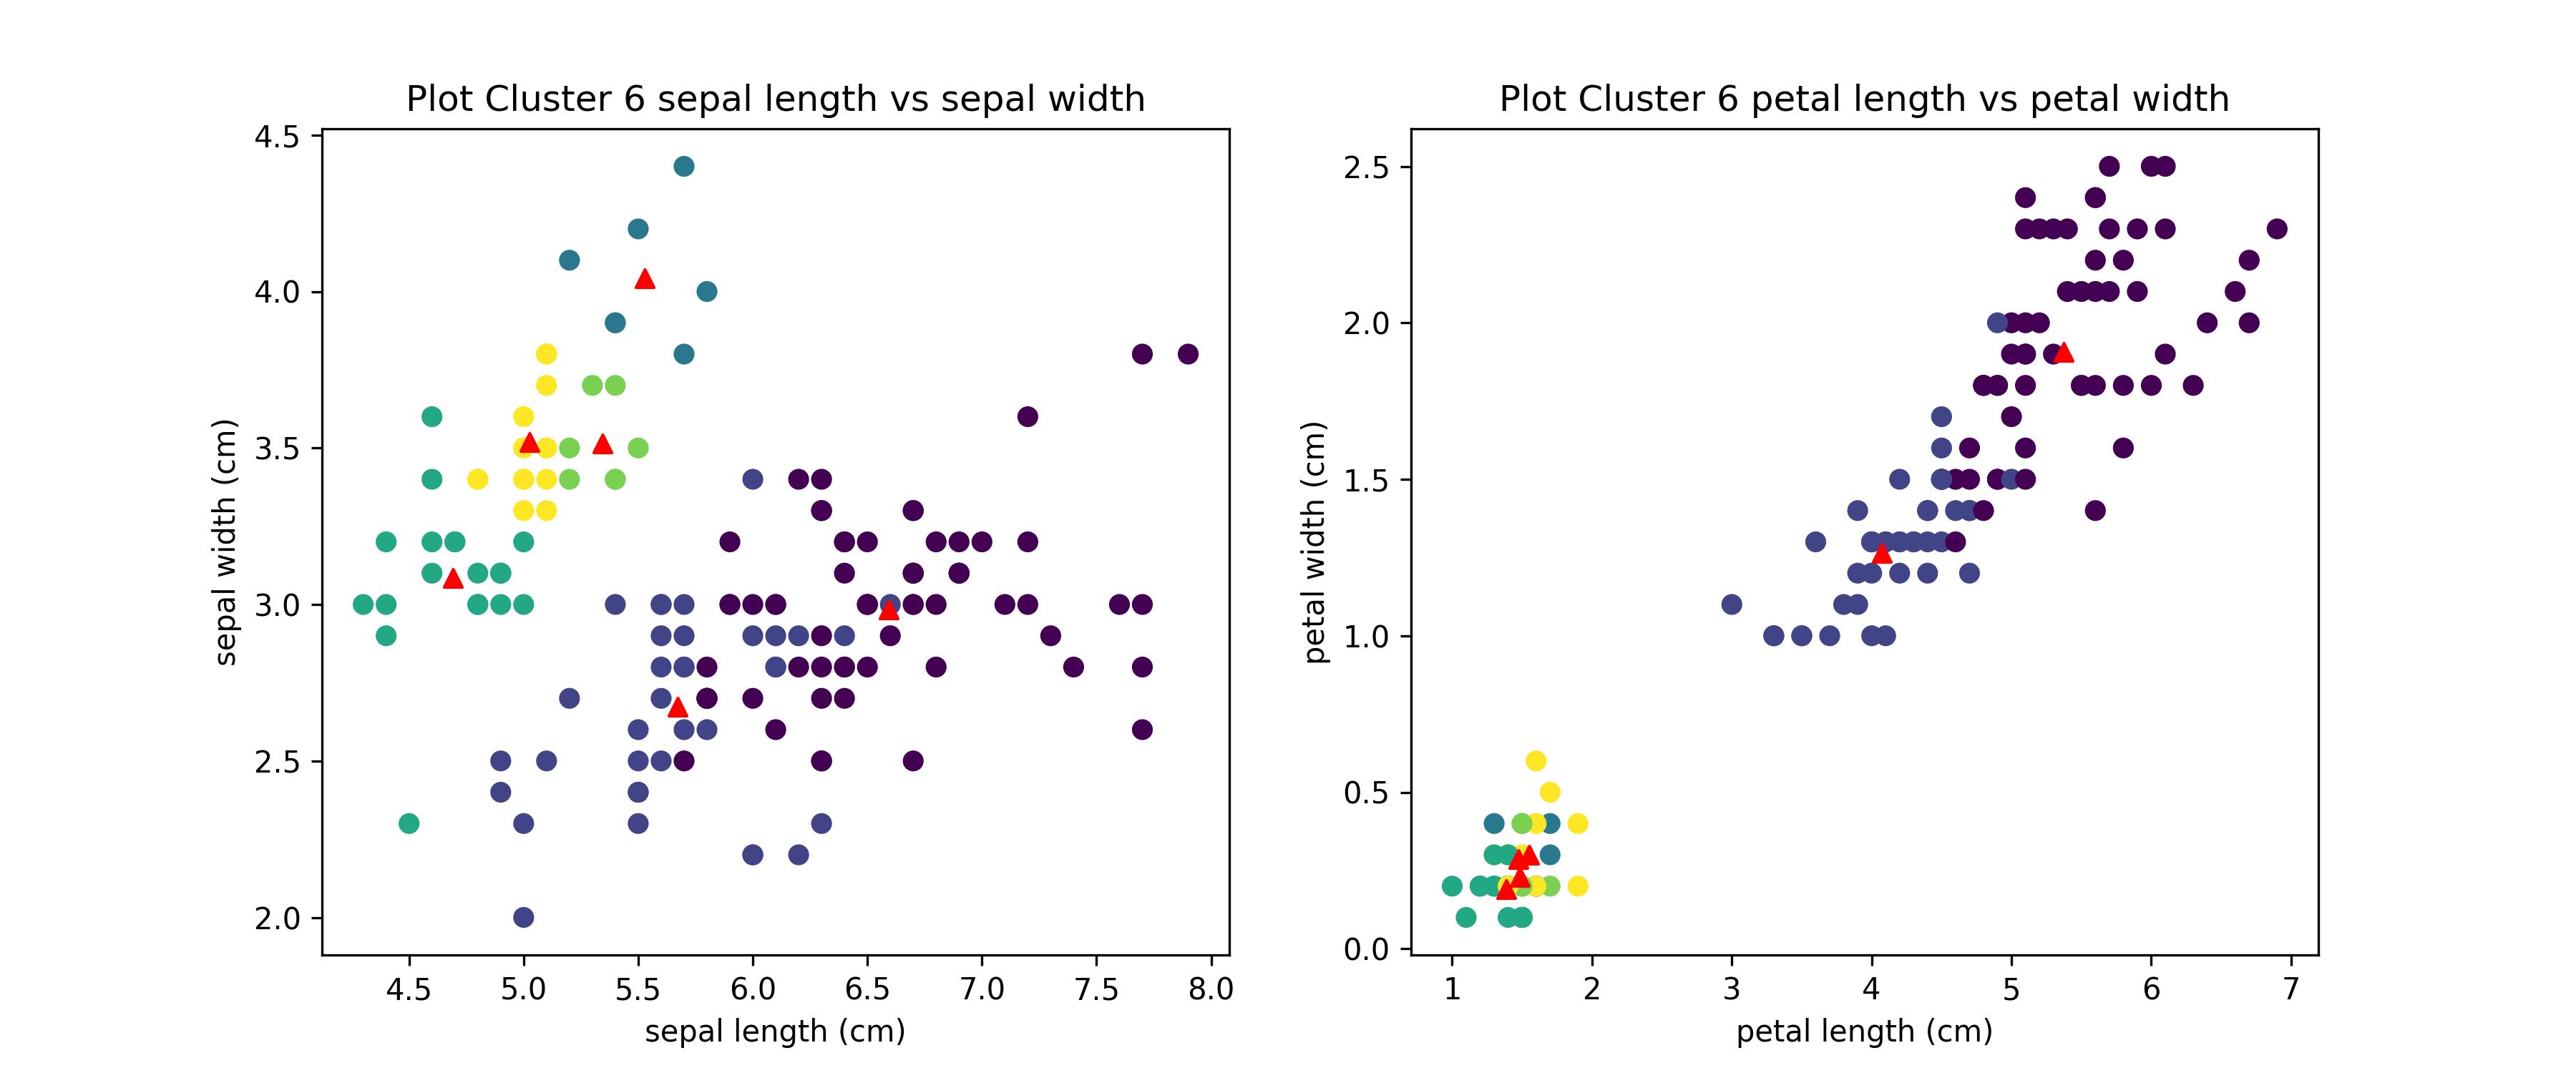 Plot Cluster 6 sepal length vs sepal width
4.5
4.0
3.5
3.0
2.5
2.0
sepal width (cm)
4.5 5.0 5.5 6.0 6.5 7.0 7.5 8.0
sepal length (cm)
Plot Cluster 6 petal length vs petal width
2.5
2.0
1.5
1.0
0.5
0.0
petal width (cm)
1 2 3 4 5 6 7
petal length (cm)